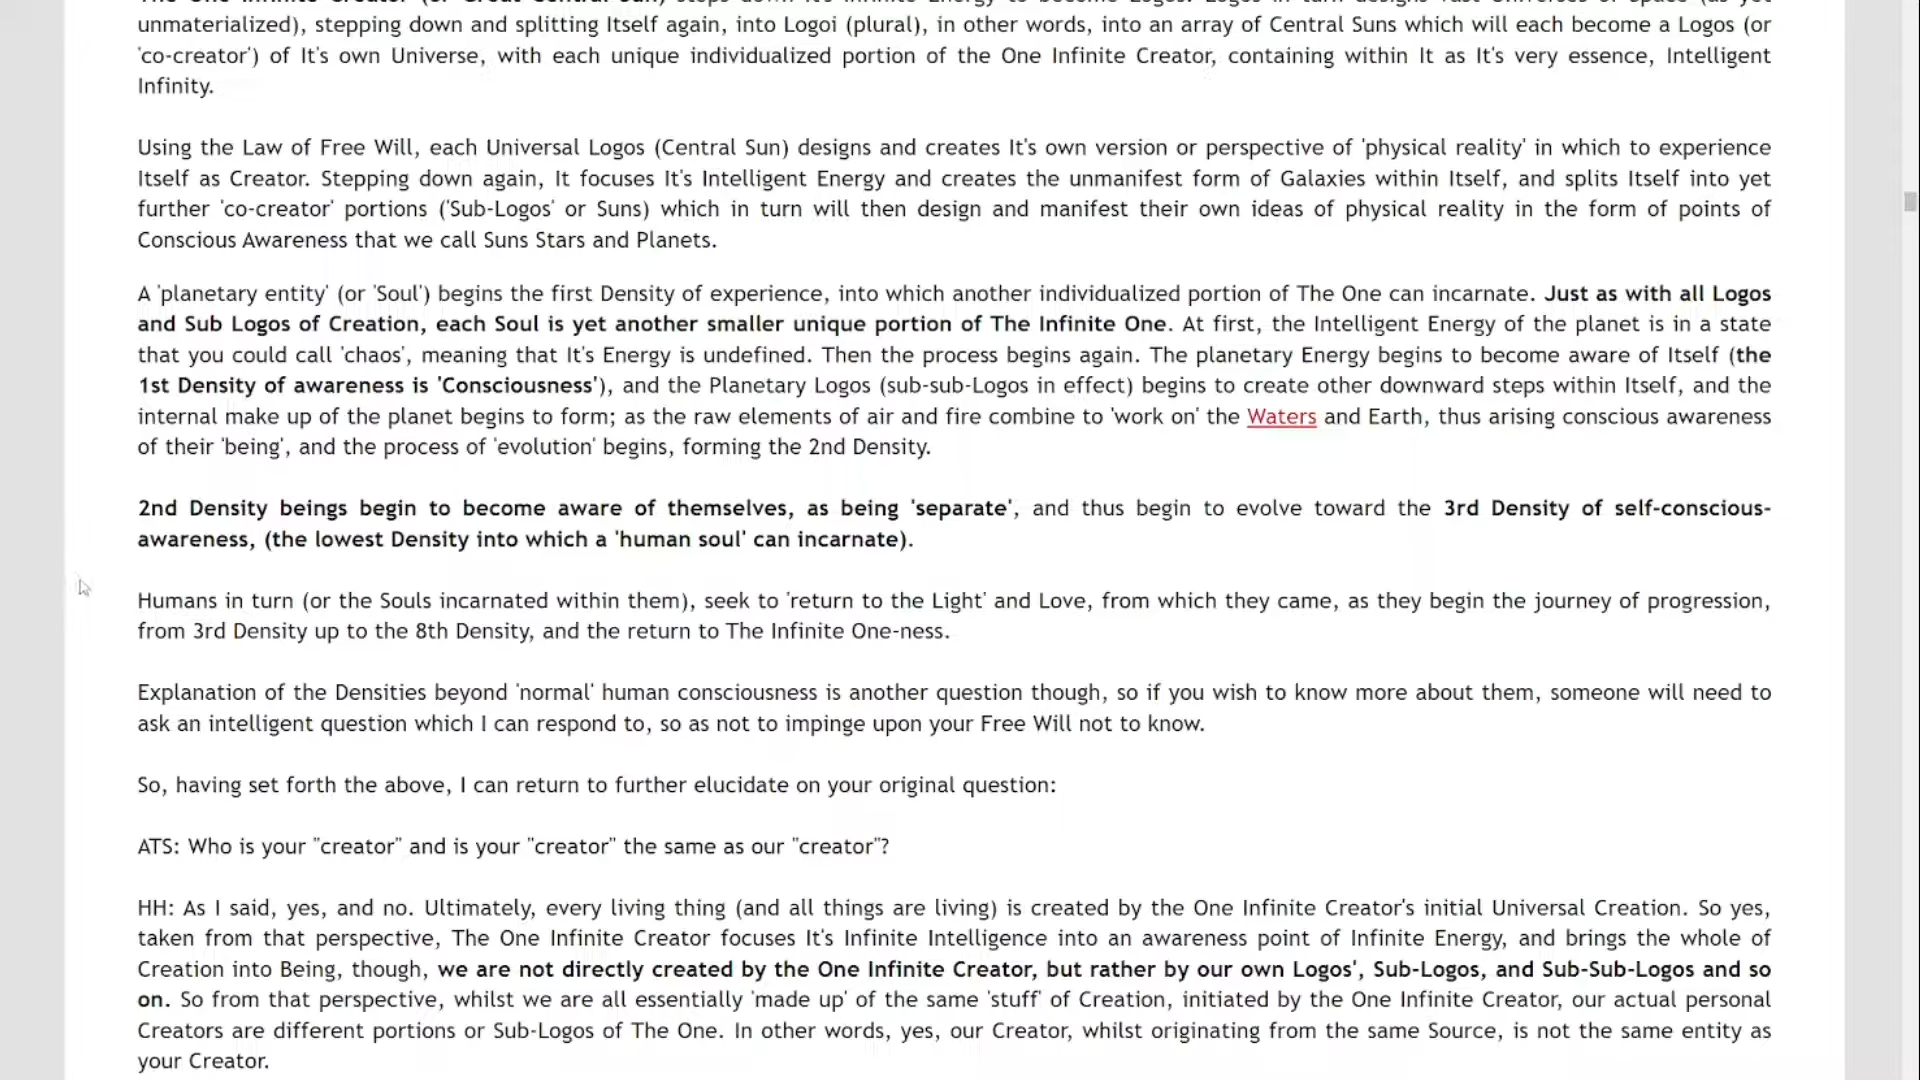 unmaterialized), stepping down and splitting Itself again, into Logoi (plural), in other words, into an array of Central Suns which will each become a Logos (or
'co-creator') of It's own Universe, with each unique individualized portion of the One Infinite Creator, containing within It as It's very essence, Intelligent
Infinity.
Using the Law of Free Will, each Universal Logos (Central Sun) designs and creates It's own version or perspective of 'physical reality' in which to experience
Itself as Creator. Stepping down again, It focuses It's Intelligent Energy and creates the unmanifest form of Galaxies within Itself, and splits Itself into yet
further 'co-creator' portions ('Sub-Logos' or Suns) which in turn will then design and manifest their own ideas of physical reality in the form of points of
Conscious Awareness that we call Suns Stars and Planets.
A 'planetary entity' (or 'Soul') begins the first Density of experience, into which another individualized portion of The One can incarnate. Just as with all Logos
and Sub Logos of Creation, each Soul is yet another smaller unique portion of The Infinite One. At first, the Intelligent Energy of the planet is in a state
that you could call 'chaos', meaning that It's Energy is undefined. Then the process begins again. The planetary Energy begins to become aware of Itself (the
1st Density of awareness is 'Consciousness'), and the Planetary Logos (sub-sub-Logos in effect) begins to create other downward steps within Itself, and the
internal make up of the planet begins to form; as the raw elements of air and fire combine to 'work on' the Waters and Earth, thus arising conscious awareness
of their 'being', and the process of 'evolution' begins, forming the 2nd Density.
2nd Density beings begin to become aware of themselves, as being 'separate', and thus begin to evolve toward the 3rd Density of self-conscious-
awareness, (the lowest Density into which a 'human soul' can incarnate).
Humans in turn (or the Souls incarnated within them), seek to 'return to the Light' and Love, from which they came, as they begin the journey of progression,
from 3rd Density up to the 8th Density, and the return to The Infinite One-ness.
Explanation of the Densities beyond 'normal' human consciousness is another question though, so if you wish to know more about them, someone will need to
ask an intelligent question which I can respond to, so as not to impinge upon your Free Will not to know.
So, having set forth the above, I can return to further elucidate on your original question:
ATS: Who is your "creator" and is your "creator" the same as our "creator"?
HH: As I said, yes, and no. Ultimately, every living thing (and all things are living) is created by the One Infinite Creator's initial Universal Creation. So yes,
taken from that perspective, The One Infinite Creator focuses It's Infinite Intelligence into an awareness point of Infinite Energy, and brings the whole of
Creation into Being, though, we are not directly created by the One Infinite Creator, but rather by our own Logos', Sub-Logos, and Sub-Sub-Logos and so
on. So from that perspective, whilst we are all essentially 'made up' of the same 'stuff' of Creation, initiated by the One Infinite Creator, our actual personal
Creators are different portions or Sub-Logos of The One. In other words, yes, our Creator, whilst originating from the same Source, is not the same entity as
your Creator.